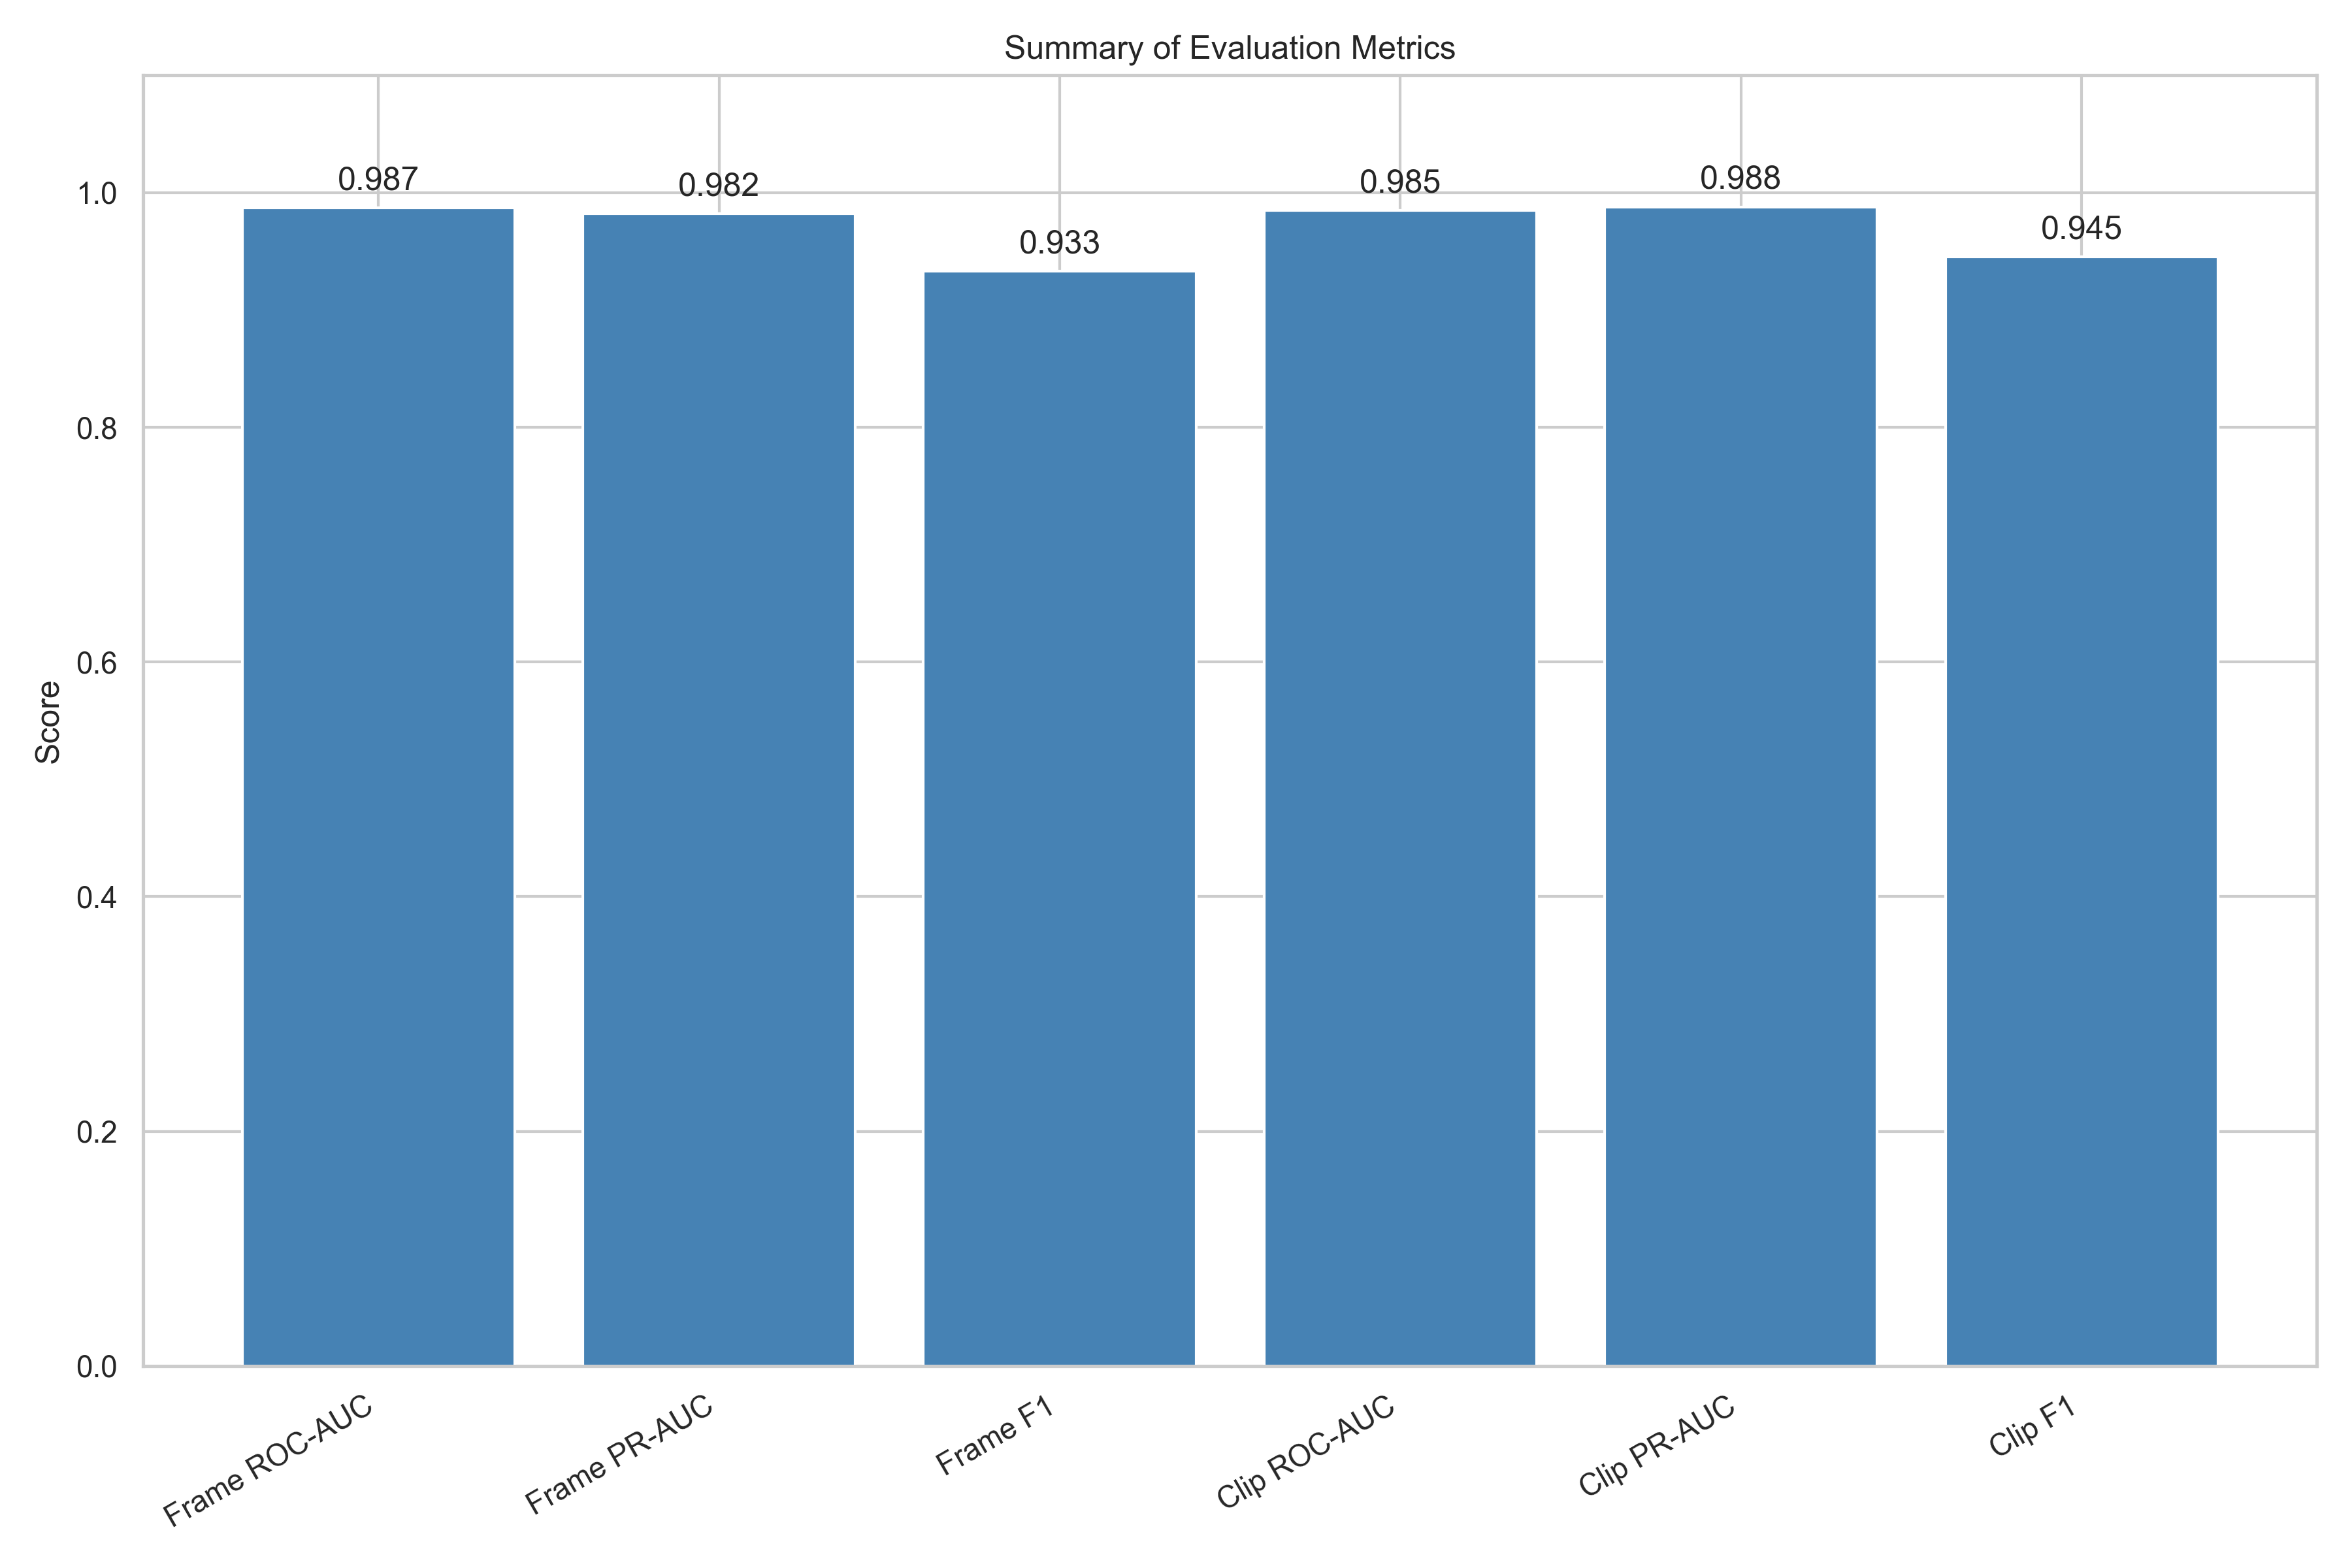 Summary of Evaluation Metrics
0.987
0.982
0.933
0.985
0.988
0.945
1.0
0.8
0.6
0.4
0.2
0.0
Score
Frame ROC-AUC
Frame PR-AUC
Frame F1
Clip ROC-AUC
Clip PR-AUC
Clip F1